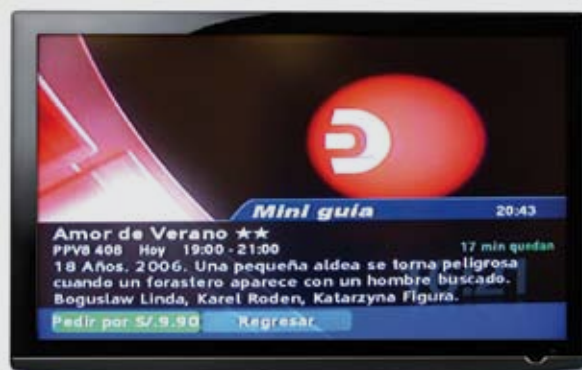 Mini guía 20:43
Amor de Verano ★★
PPV8 408 Hoy 19:00 - 21:00 17 min quedan
18 Años. 2006. Una pequeña aldea se torna peligrosa
cuando un forastero aparece con un hombre buscado.
Boguslaw Linda, Karel Roden, Katarzyna Figura.
Pedir por S/.9.90 Regresar